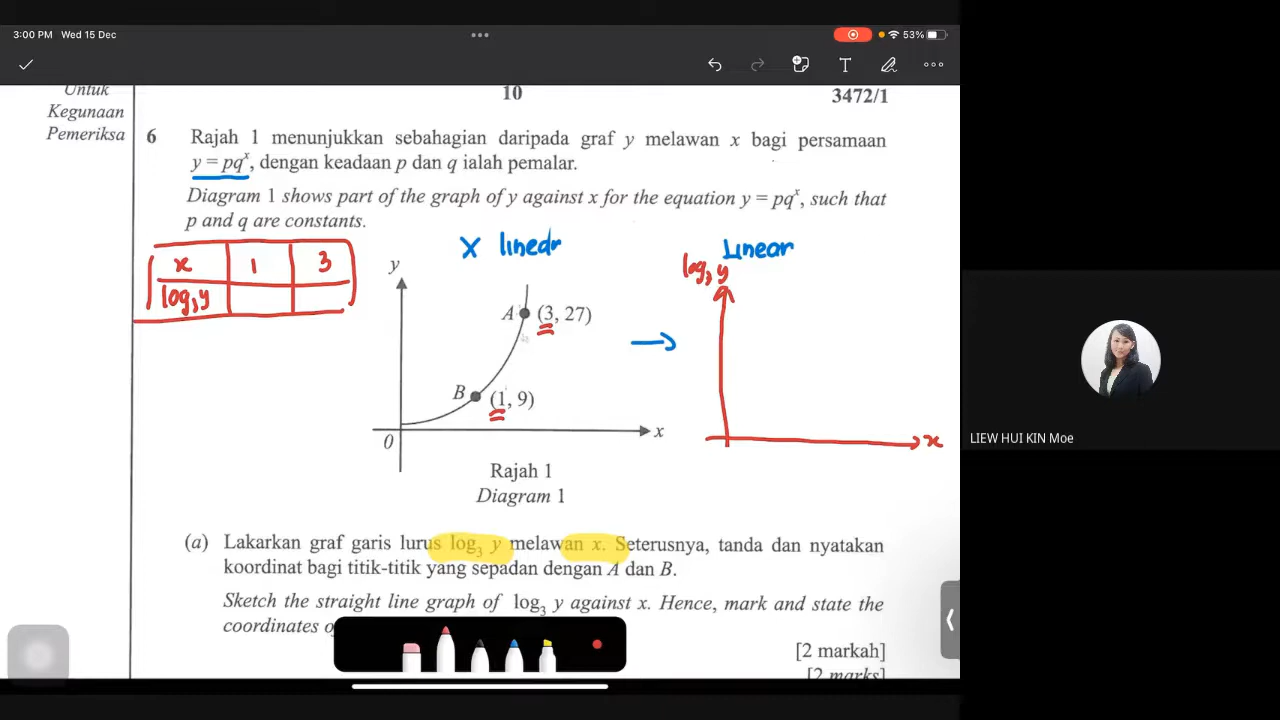 3:00 PM Wed 15 Dec
53%
T
Untuk
Kegunaan
Pemeriksa
10
3472/1
6 Rajah 1 menunjukkan sebahagian daripada graf y melawan x bagi persamaan
y = pqˣ, dengan keadaan p dan q ialah pemalar.
Diagram 1 shows part of the graph of y against x for the equation y = pqˣ, such that
p and q are constants.
X linear
Linear
x 1 3
log₃ y
y
A (3, 27)
B (1, 9)
0
x
log₃ y
x
Rajah 1
Diagram 1
(a) Lakarkan graf garis lurus log₃ y melawan x. Seterusnya, tanda dan nyatakan
koordinat bagi titik-titik yang sepadan dengan A dan B.
Sketch the straight line graph of log₃ y against x. Hence, mark and state the
coordinates
[2 markah]
[2 marks]
LIEW HUI KIN Moe